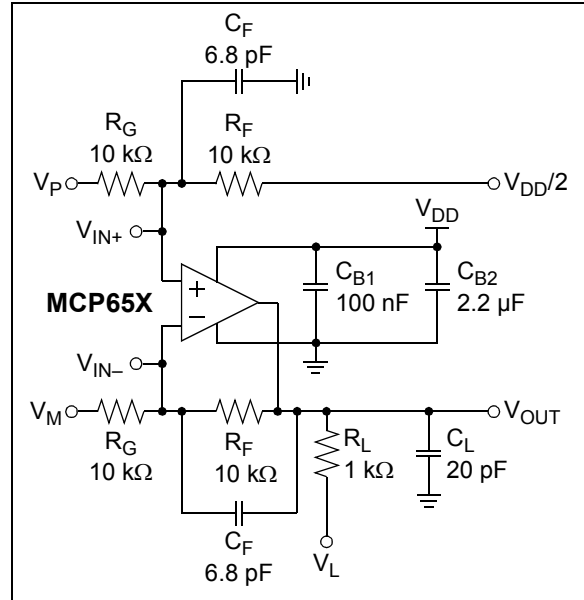 C_F
6.8 pF
R_G
10 kΩ
R_F
10 kΩ
V_P
V_DD/2
V_IN+
V_DD
C_B1
100 nF
C_B2
2.2 µF
MCP65X
+
−
V_IN–
V_M
V_OUT
R_G
10 kΩ
R_F
10 kΩ
R_L
1 kΩ
C_L
20 pF
C_F
6.8 pF
V_L